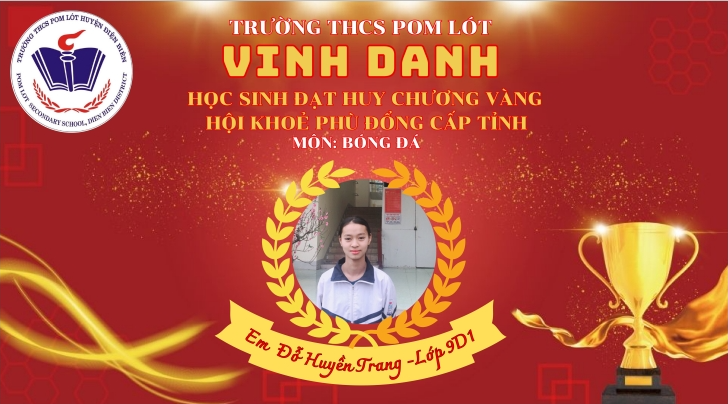 TRƯỜNG THCS POM LÓT HUYỆN ĐIỆN BIÊN
POM LOT SECONDARY SCHOOL, DIEN BIEN DISTRICT
TRƯỜNG THCS POM LÓT
VINH DANH
HỌC SINH ĐẠT HUY CHƯƠNG VÀNG
HỘI KHOẺ PHÙ ĐỔNG CẤP TỈNH
MÔN: BÓNG ĐÁ
Em Đỗ Huyền Trang -Lớp 9D1